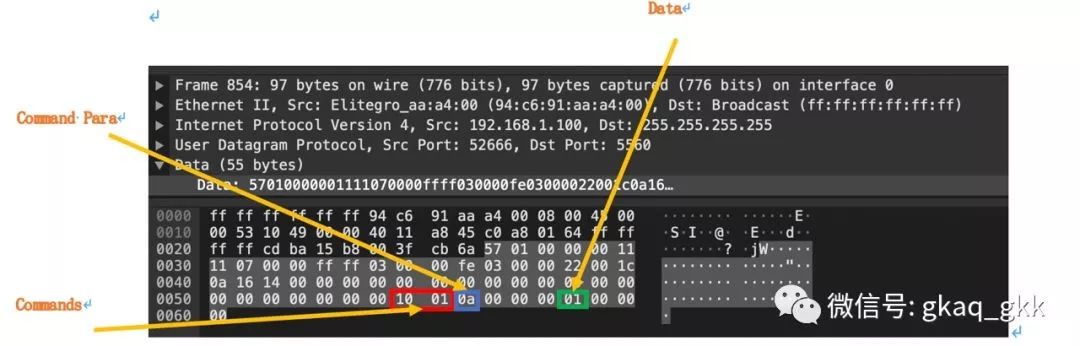 Data
Frame 854: 97 bytes on wire (776 bits), 97 bytes captured (776 bits) on interface 0
Ethernet II, Src: Elitegro_aa:a4:00 (94:c6:91:aa:a4:00), Dst: Broadcast (ff:ff:ff:ff:ff:ff)
Command Para
Internet Protocol Version 4, Src: 192.168.1.100, Dst: 255.255.255.255
User Datagram Protocol, Src Port: 52666, Dst Port: 5560
Data (55 bytes)
Data: 57010000001111070000ffff030000fe03000022001c0a16…
0000 ff ff ff ff ff ff 94 c6 91 aa a4 00 08 00 45 00 ········ ······E·
0010 00 53 10 49 00 00 40 11 a8 45 c0 a8 01 64 ff ff ·S·I··@· ·E···d··
0020 ff ff cd ba 15 b8 00 3f cb 6a 57 01 00 00 00 11 ·······? ·jW·····
0030 11 07 00 00 ff ff 03 00 00 fe 03 00 00 22 00 1c ········ ·····"··
0040 0a 16 14 00 00 00 00 00 00 00 00 00 00 00 00 00 ········ ········
Commands
0050 00 00 00 00 00 00 10 01 0a 00 00 00 01 00 00 00
0060 00 ·
微信号: gkaq_gkk